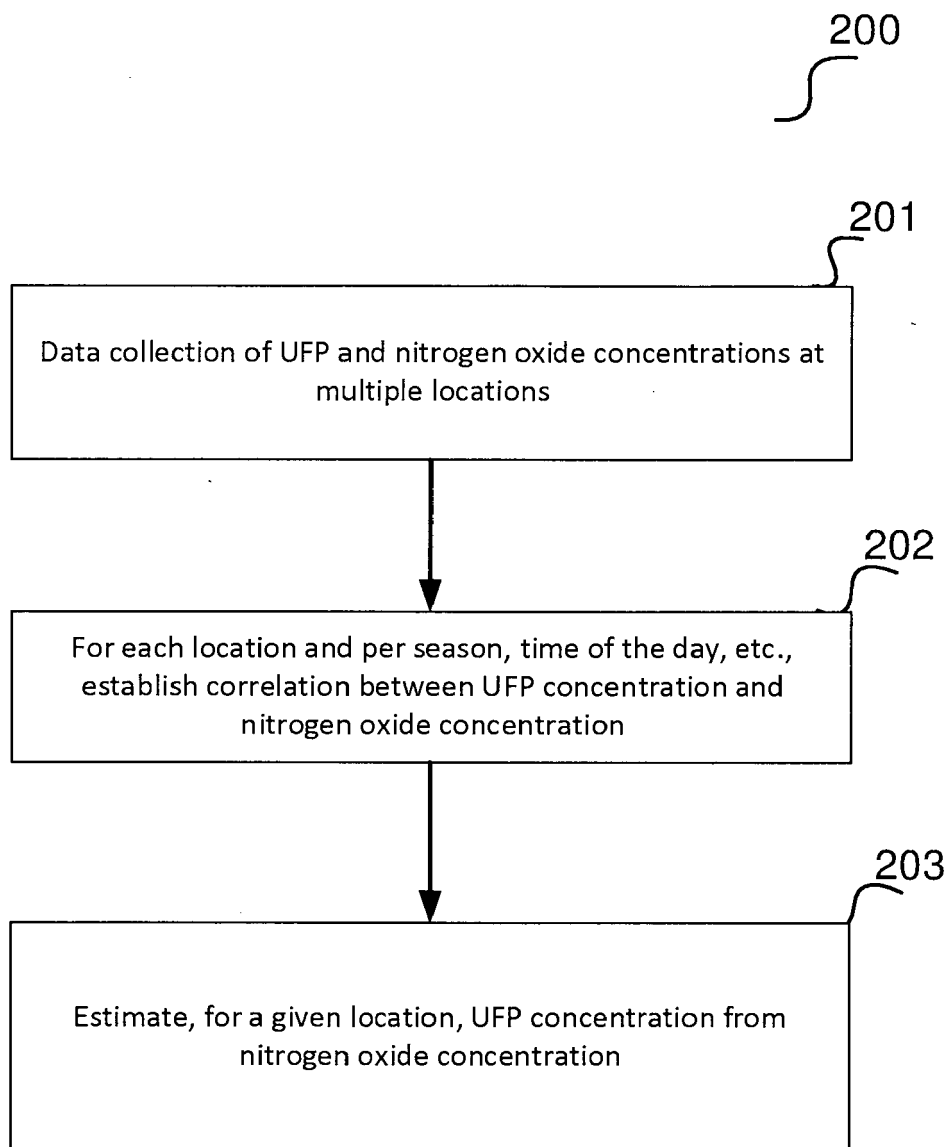 200
201
Data collection of UFP and nitrogen oxide concentrations at
multiple locations
202
For each location and per season, time of the day, etc.,
establish correlation between UFP concentration and
nitrogen oxide concentration
203
Estimate, for a given location, UFP concentration from
nitrogen oxide concentration